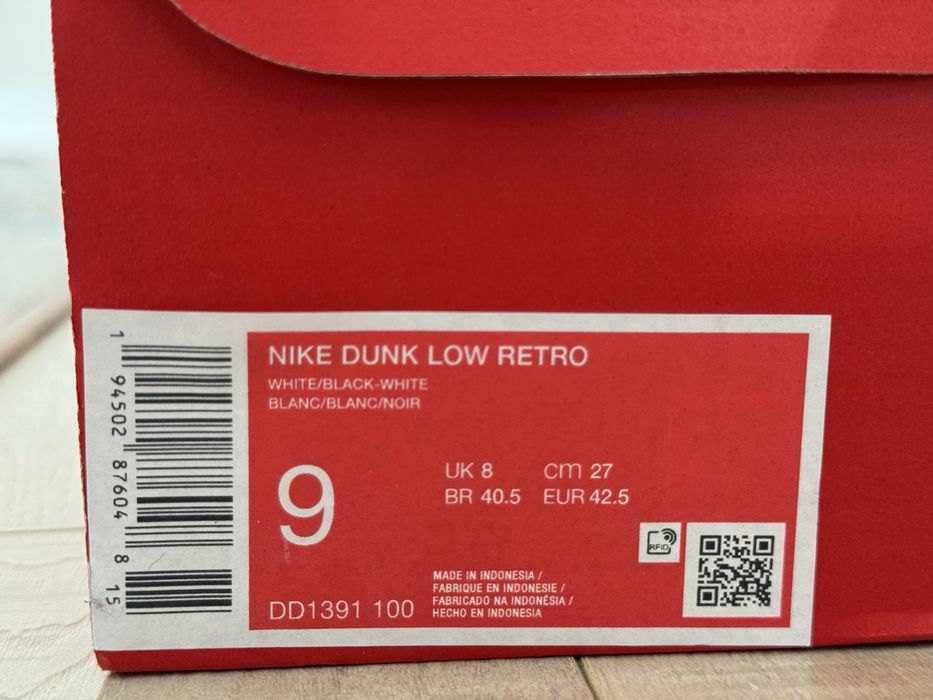 1 94502 87604 8 15
NIKE DUNK LOW RETRO
WHITE/BLACK-WHITE
BLANC/BLANC/NOIR
9
UK 8 cm 27
BR 40.5 EUR 42.5
RFID
DD1391 100
MADE IN INDONESIA /
FABRIQUE EN INDONESIE /
FABRICADO NA INDONÉSIA /
HECHO EN INDONESIA